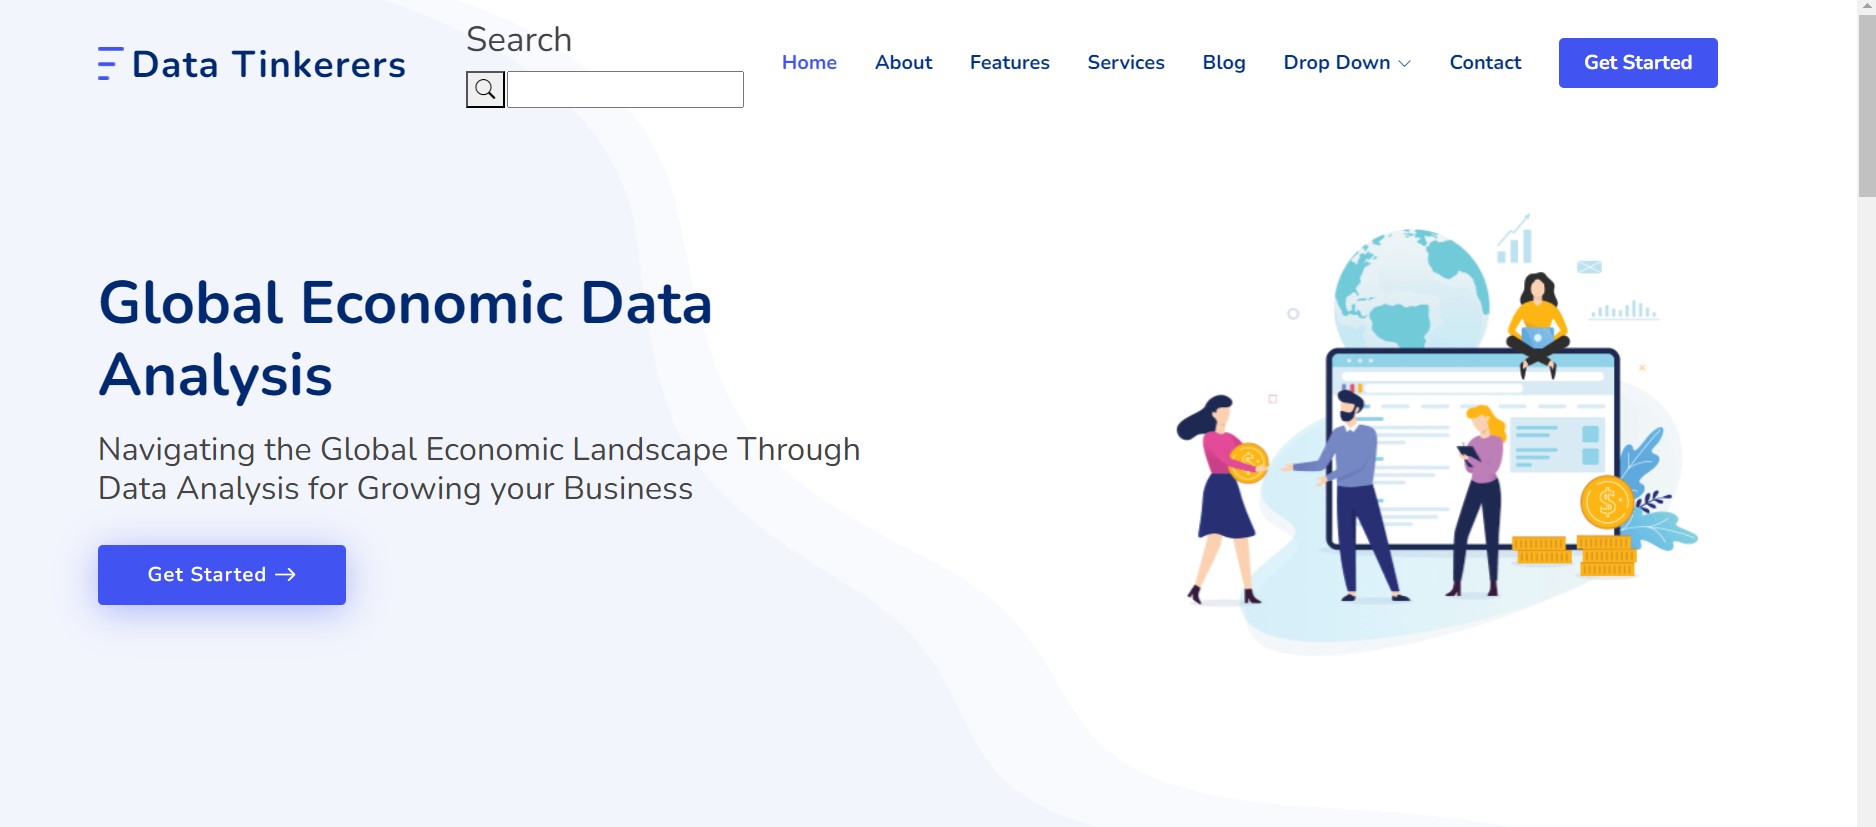 Data Tinkerers
Search
Home About Features Services Blog Drop Down Contact Get Started
Global Economic Data
Analysis
Navigating the Global Economic Landscape Through
Data Analysis for Growing your Business
Get Started →
$
$